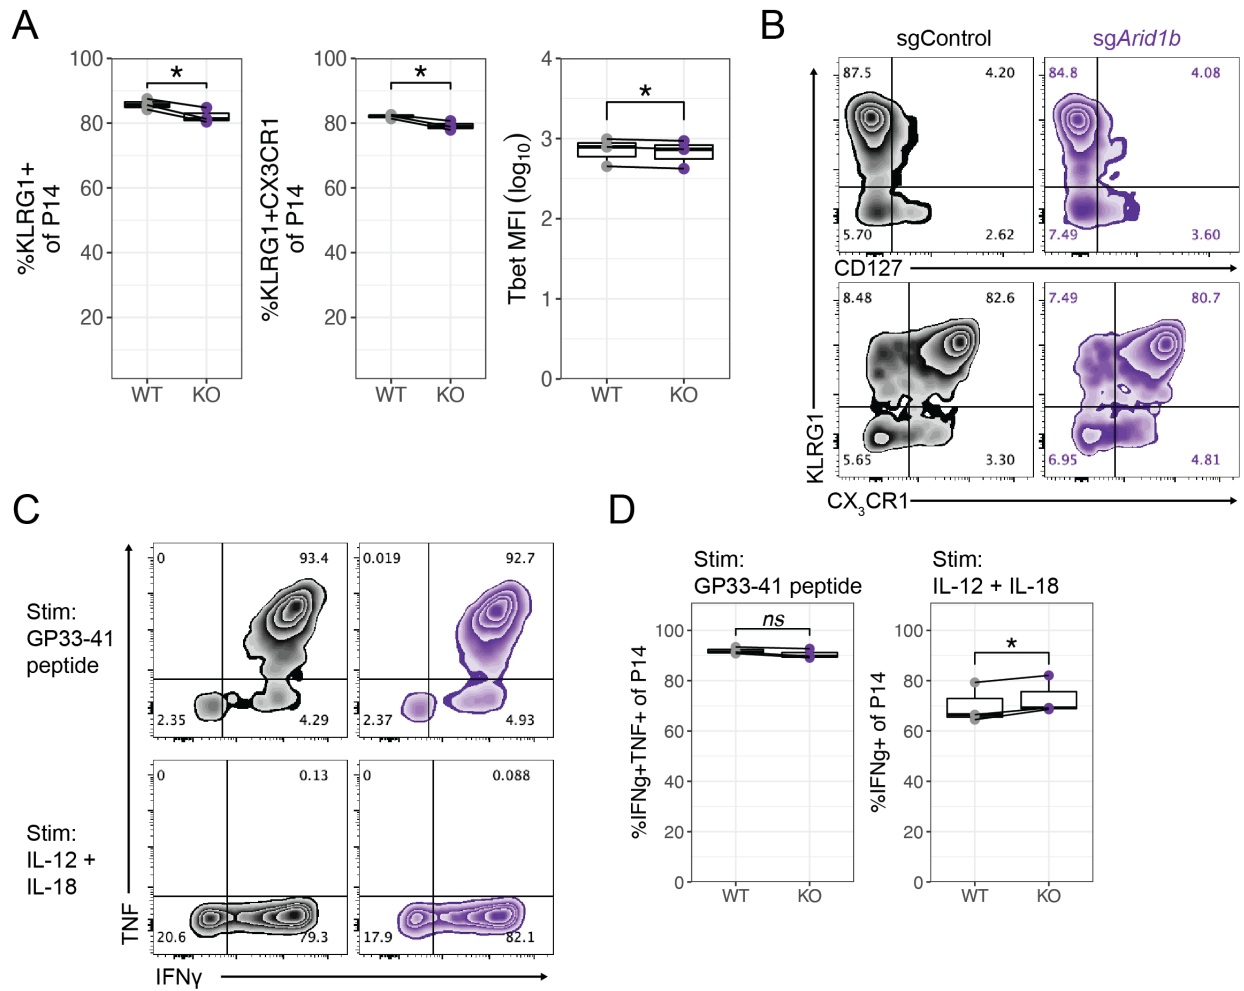 A
100
80
60
40
20
%KLRG1+
of P14
*
WT
KO
100
80
60
40
20
%KLRG1+CX3CR1
of P14
*
WT
KO
4
3
2
1
0
Tbet MFI (log10)
*
WT
KO
B
sgControl
sgArid1b
87.5
4.20
5.70
2.62
84.8
4.08
7.49
3.60
CD127
8.48
82.6
5.65
3.30
7.49
80.7
6.95
4.81
KLRG1
CX3CR1
C
Stim:
GP33-41
peptide
0
93.4
2.35
4.29
0.019
92.7
2.37
4.93
Stim:
IL-12 +
IL-18
0
0.13
20.6
79.3
0
0.088
17.9
82.1
TNF
IFNγ
D
Stim:
GP33-41 peptide
100
80
60
40
20
0
%IFNg+TNF+ of P14
ns
WT
KO
Stim:
IL-12 + IL-18
100
80
60
40
20
0
%IFNg+ of P14
*
WT
KO